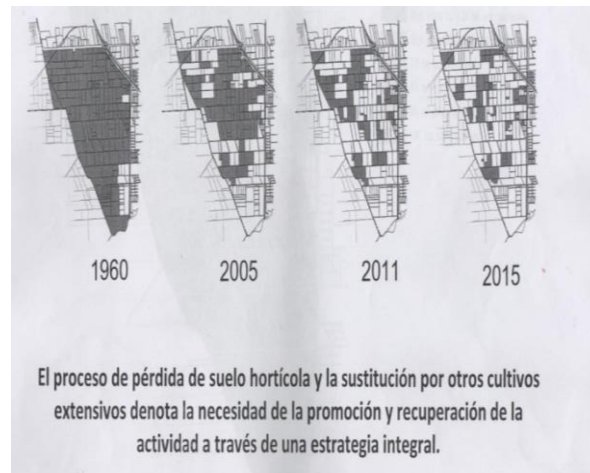 1960
2005
2011
2015
El proceso de pérdida de suelo hortícola y la sustitución por otros cultivos
extensivos denota la necesidad de la promoción y recuperación de la
actividad a través de una estrategia integral.